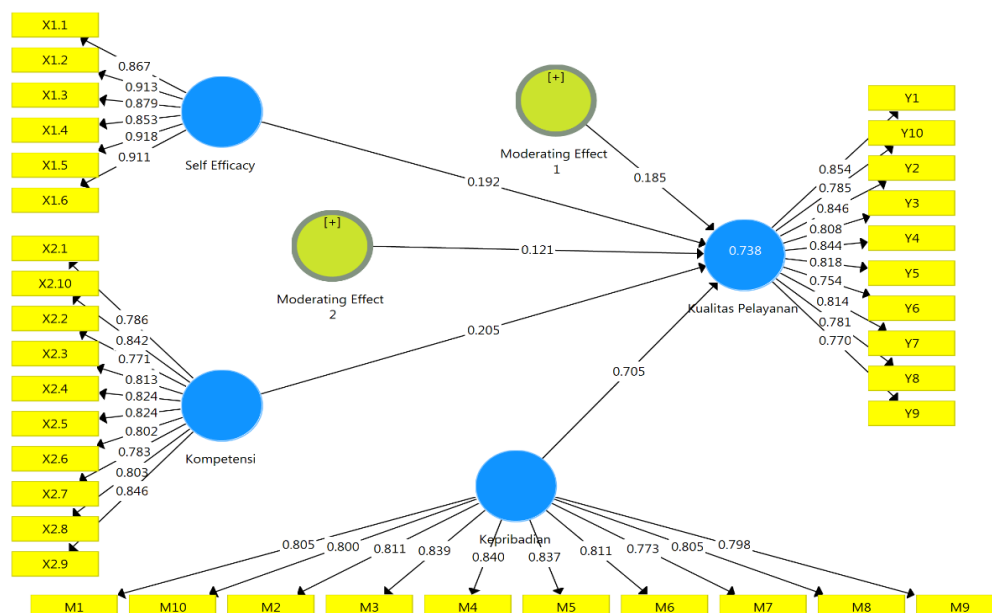 X1.1
X1.2
X1.3
X1.4
X1.5
X1.6
0.867
0.913
0.879
0.853
0.918
0.911
Self Efficacy
[+]
Moderating Effect
1
0.192
0.185
[+]
Moderating Effect
2
0.121
X2.1
X2.10
X2.2
X2.3
X2.4
X2.5
X2.6
X2.7
X2.8
X2.9
0.786
0.842
0.771
0.813
0.824
0.824
0.802
0.783
0.803
0.846
Kompetensi
0.205
0.705
0.738
Kualitas Pelayanan
0.854
0.785
0.846
0.808
0.844
0.818
0.754
0.814
0.781
0.770
Y1
Y10
Y2
Y3
Y4
Y5
Y6
Y7
Y8
Y9
Kepribadian
0.805
0.800
0.811
0.839
0.840
0.837
0.811
0.773
0.805
0.798
M1
M10
M2
M3
M4
M5
M6
M7
M8
M9